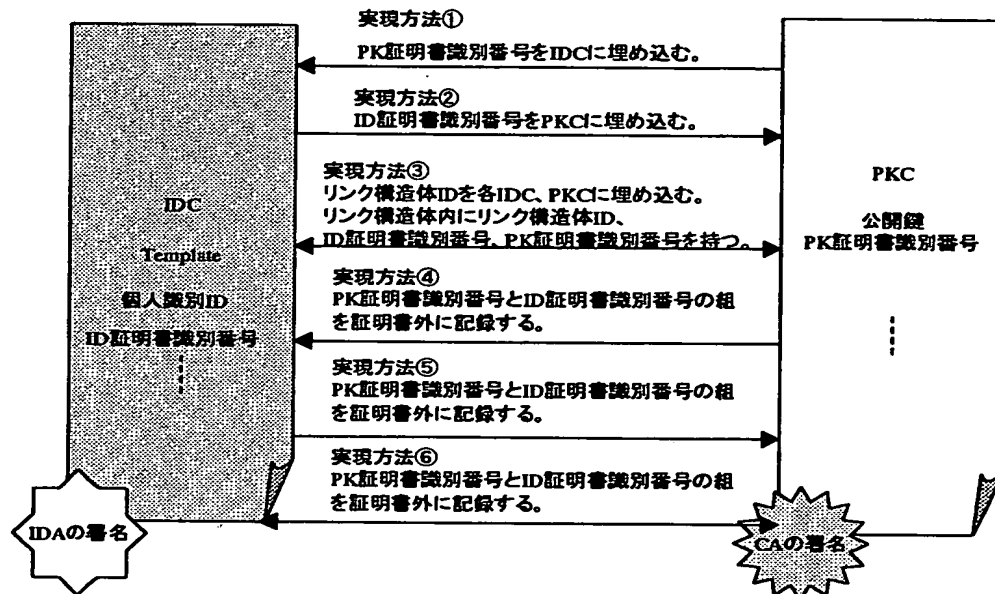 実現方法①
PK証明書識別番号をIDCに埋め込む。
実現方法②
ID証明書識別番号をPKCに埋め込む。
実現方法③
リンク構造体IDを各IDC、PKCに埋め込む。
リンク構造体内にリンク構造体ID、
ID証明書識別番号、PK証明書識別番号を持つ。
実現方法④
PK証明書識別番号とID証明書識別番号の組
を証明書外に記録する。
実現方法⑤
PK証明書識別番号とID証明書識別番号の組
を証明書外に記録する。
実現方法⑥
PK証明書識別番号とID証明書識別番号の組
を証明書外に記録する。
IDC
Template
個人識別ID
ID証明書識別番号
IDAの署名
PKC
公開鍵
PK証明書識別番号
CAの署名